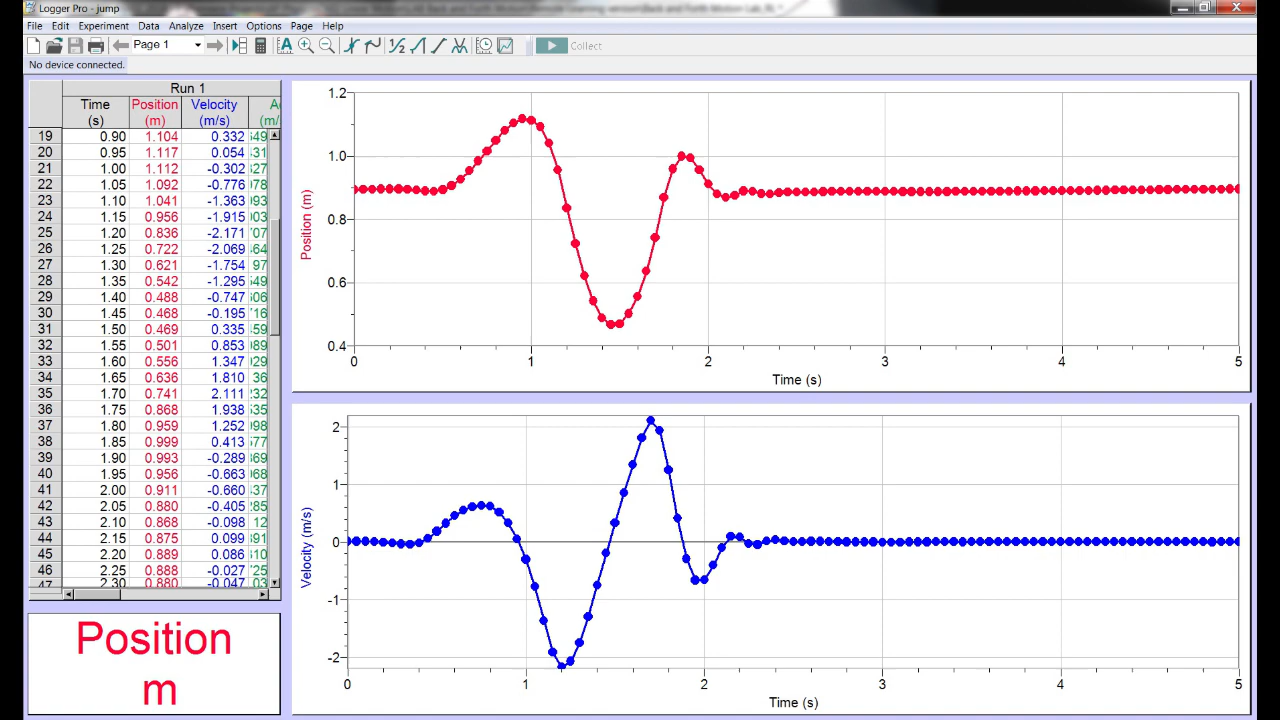 Logger Pro - jump
File Edit Experiment Data Analyze Insert Options Page Help
Page 1
Collect
No device connected.
Run 1
Time Position Velocity
(s) (m) (m/s)
19 0.90 1.104 0.332
20 0.95 1.117 0.054
21 1.00 1.112 -0.302
22 1.05 1.092 -0.776
23 1.10 1.041 -1.363
24 1.15 0.956 -1.915
25 1.20 0.836 -2.171
26 1.25 0.722 -2.069
27 1.30 0.621 -1.754
28 1.35 0.542 -1.295
29 1.40 0.488 -0.747
30 1.45 0.468 -0.195
31 1.50 0.469 0.335
32 1.55 0.501 0.853
33 1.60 0.556 1.347
34 1.65 0.636 1.810
35 1.70 0.741 2.111
36 1.75 0.868 1.938
37 1.80 0.959 1.252
38 1.85 0.999 0.413
39 1.90 0.993 -0.289
40 1.95 0.956 -0.663
41 2.00 0.911 -0.660
42 2.05 0.880 -0.405
43 2.10 0.868 -0.098
44 2.15 0.875 0.099
45 2.20 0.889 0.086
46 2.25 0.888 -0.027
47 2.30 0.880 -0.047
Position
m
1.2
1.0
0.8
0.6
0.4
Position (m)
0 1 2 3 4 5
Time (s)
2
1
0
-1
-2
Velocity (m/s)
0 1 2 3 4 5
Time (s)